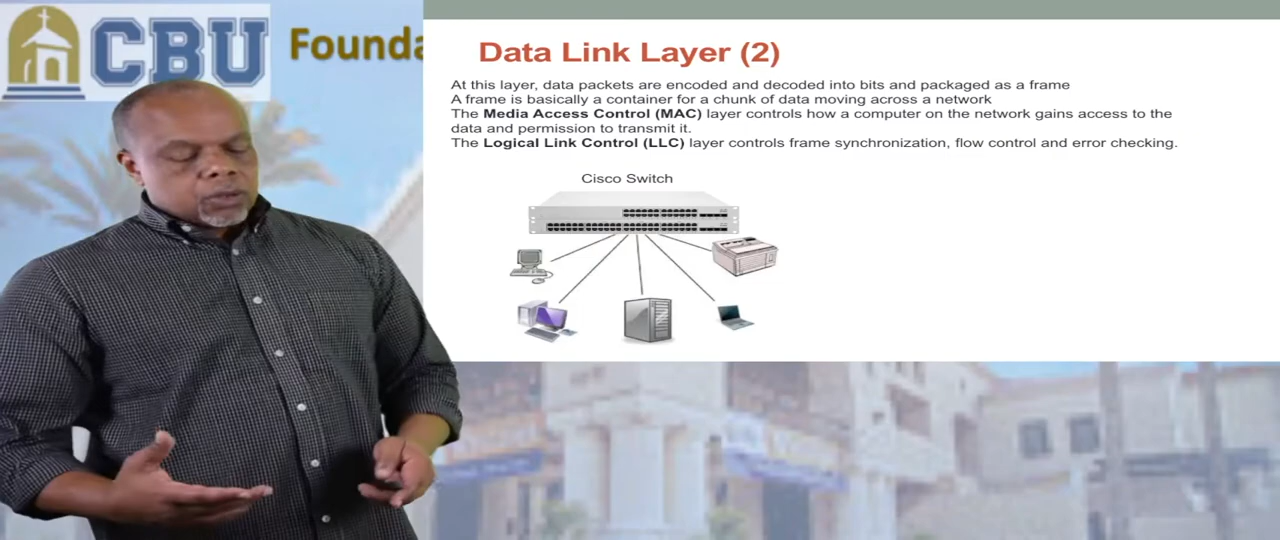 CBU
Founda
Data Link Layer (2)
At this layer, data packets are encoded and decoded into bits and packaged as a frame
A frame is basically a container for a chunk of data moving across a network
The Media Access Control (MAC) layer controls how a computer on the network gains access to the
data and permission to transmit it.
The Logical Link Control (LLC) layer controls frame synchronization, flow control and error checking.
Cisco Switch